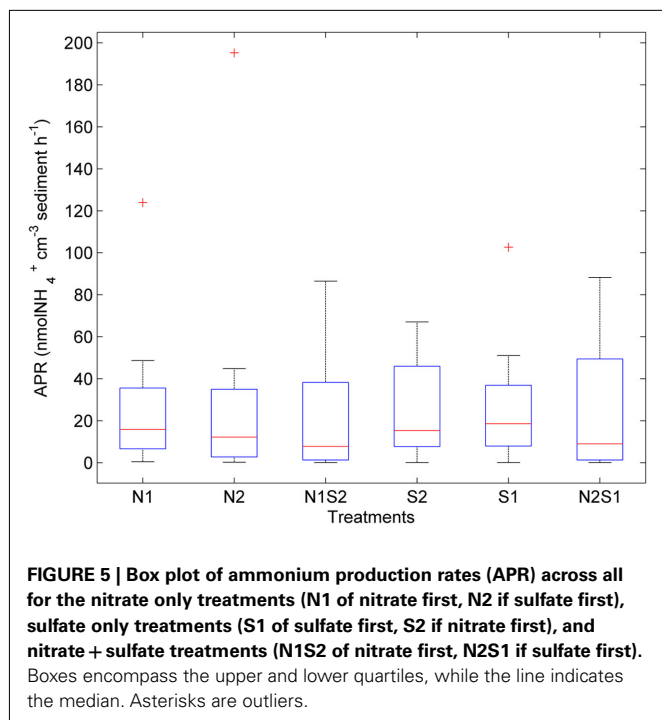 200
180
160
140
120
100
80
60
40
20
0
APR (nmolNH4+ cm-3 sediment h-1)
N1 N2 N1S2 S2 S1 N2S1
Treatments
FIGURE 5 | Box plot of ammonium production rates (APR) across all
for the nitrate only treatments (N1 of nitrate first, N2 if sulfate first),
sulfate only treatments (S1 of sulfate first, S2 if nitrate first), and
nitrate + sulfate treatments (N1S2 of nitrate first, N2S1 if sulfate first).
Boxes encompass the upper and lower quartiles, while the line indicates
the median. Asterisks are outliers.